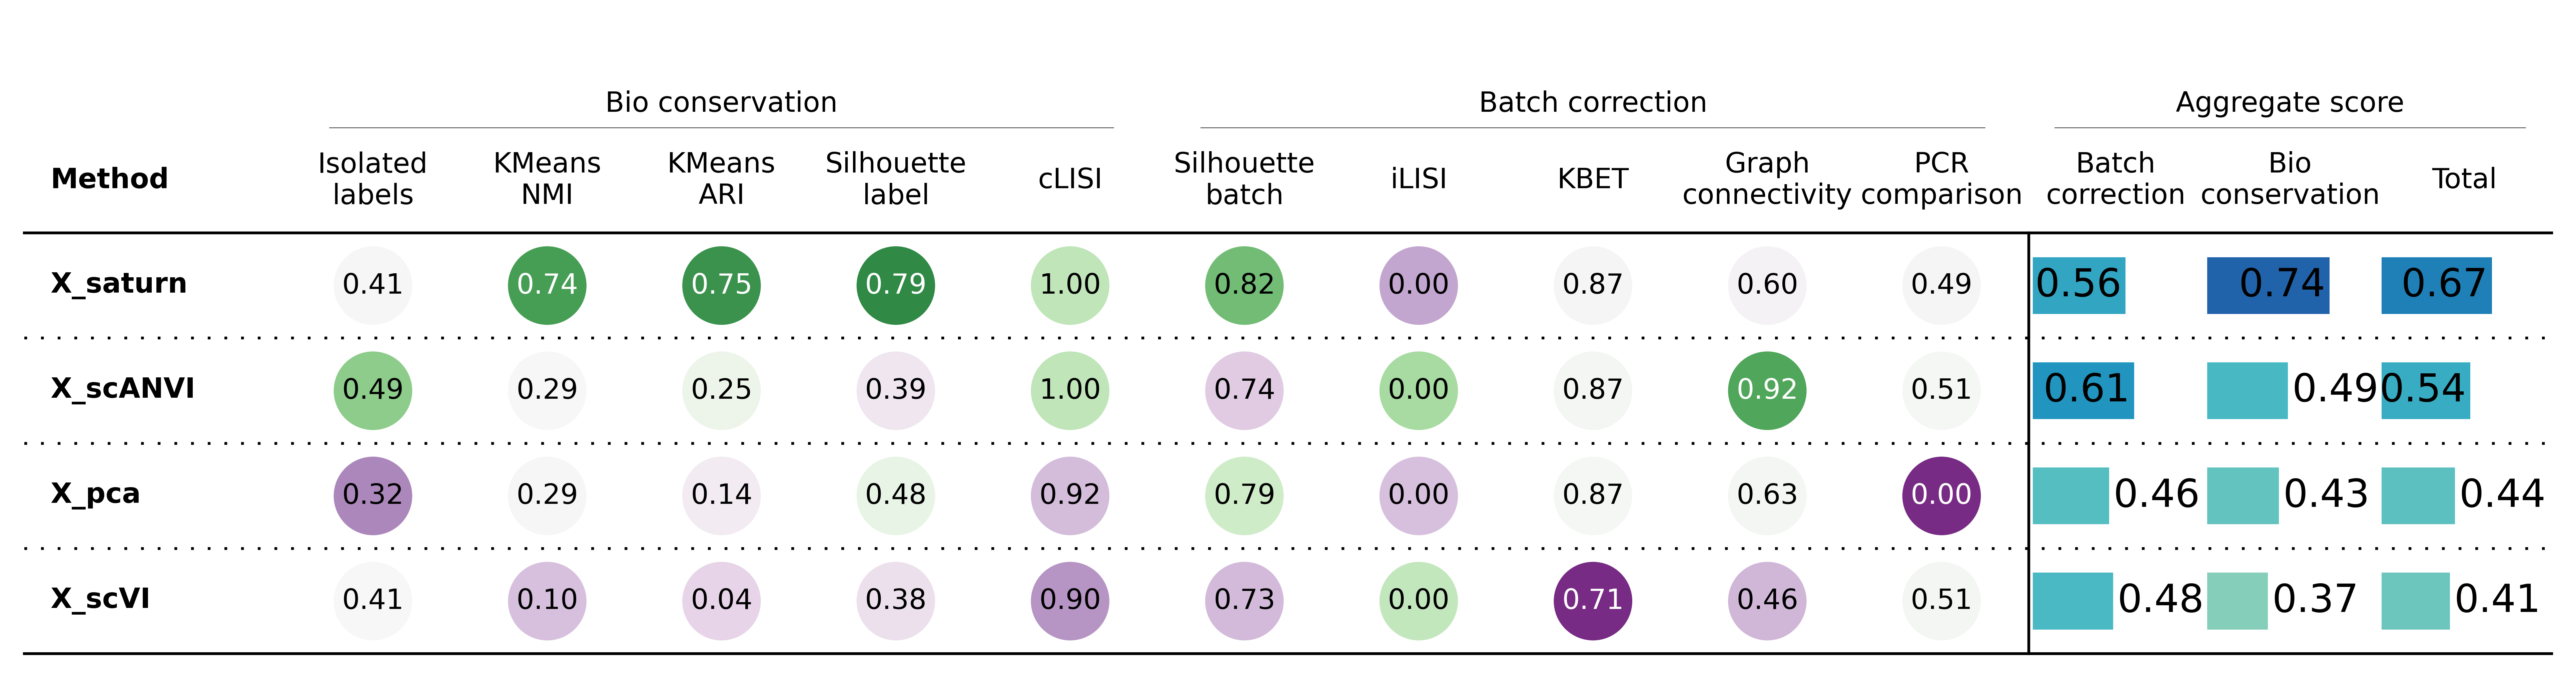 Bio conservation Batch correction Aggregate score
Method Isolated labels KMeans NMI KMeans ARI Silhouette label cLISI Silhouette batch iLISI KBET Graph connectivity PCR comparison Batch correction Bio conservation Total
X_saturn 0.41 0.74 0.75 0.79 1.00 0.82 0.00 0.87 0.60 0.49 0.56 0.74 0.67
X_scANVI 0.49 0.29 0.25 0.39 1.00 0.74 0.00 0.87 0.92 0.51 0.61 0.49 0.54
X_pca 0.32 0.29 0.14 0.48 0.92 0.79 0.00 0.87 0.63 0.00 0.46 0.43 0.44
X_scVI 0.41 0.10 0.04 0.38 0.90 0.73 0.00 0.71 0.46 0.51 0.48 0.37 0.41